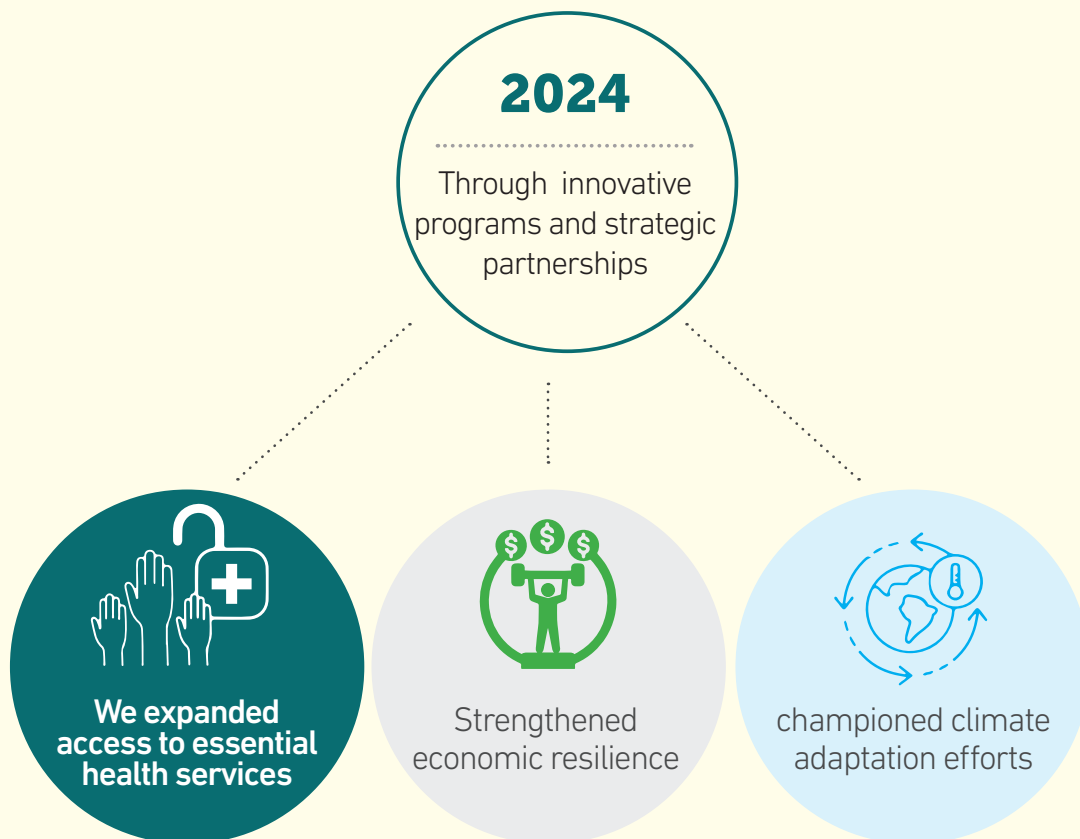 2024
Through innovative
programs and strategic
partnerships
$ $ $
We expanded
access to essential
health services
Strengthened
economic resilience
championed climate
adaptation efforts